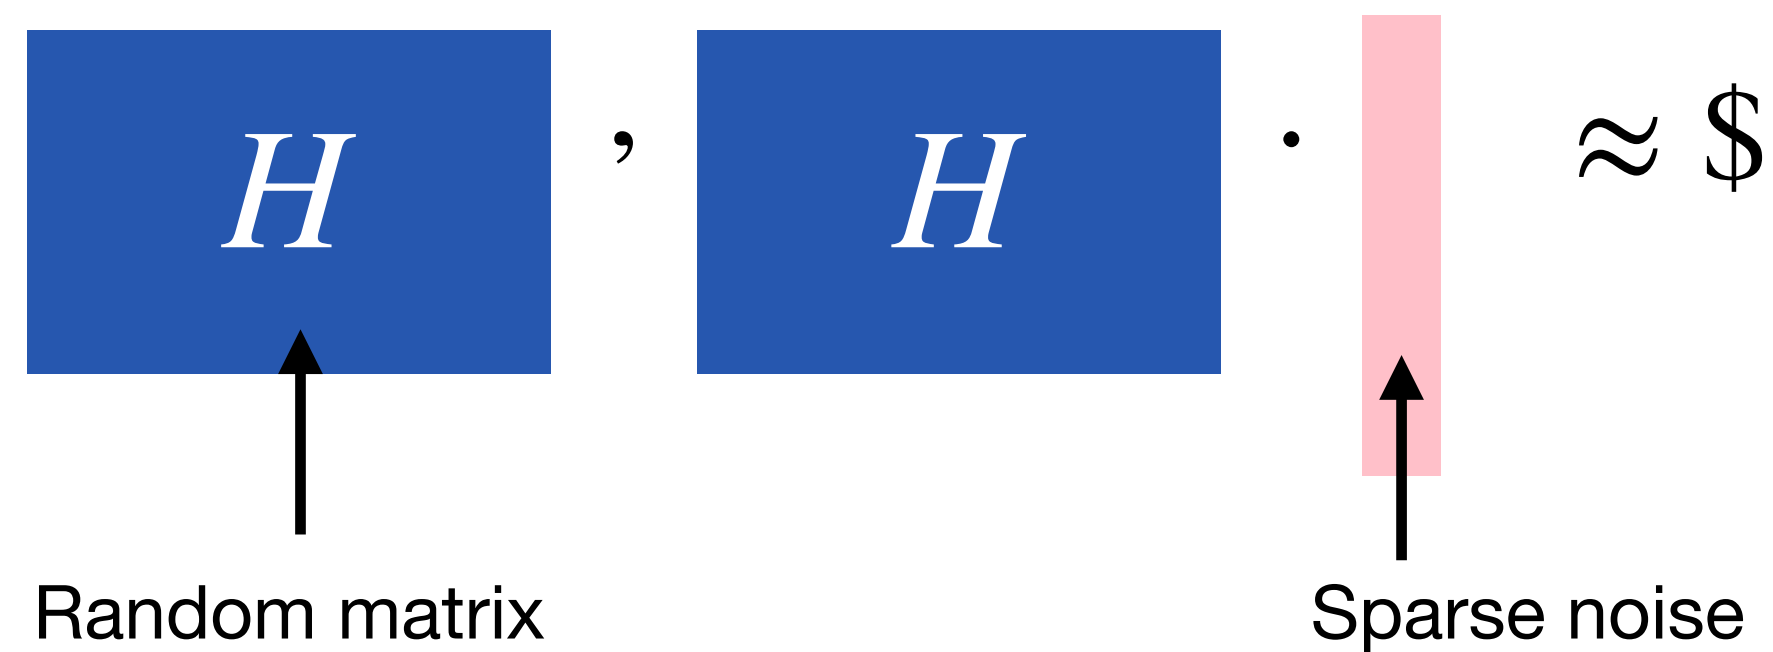 H , H · ≈ $
Random matrix
Sparse noise